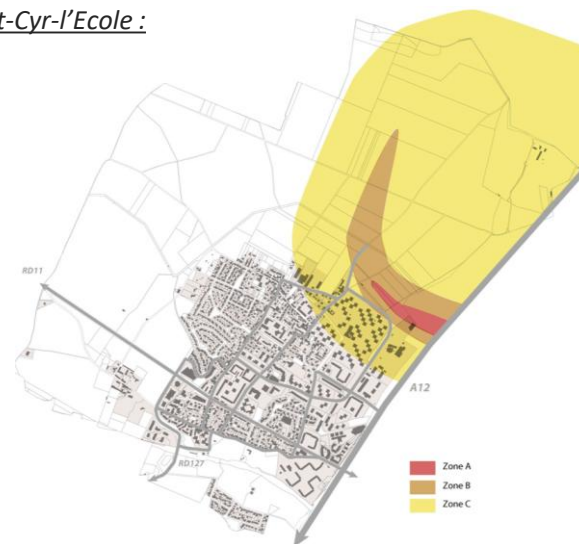 t-Cyr-l'Ecole :
RD11
A12
RD127
Zone A
Zone B
Zone C